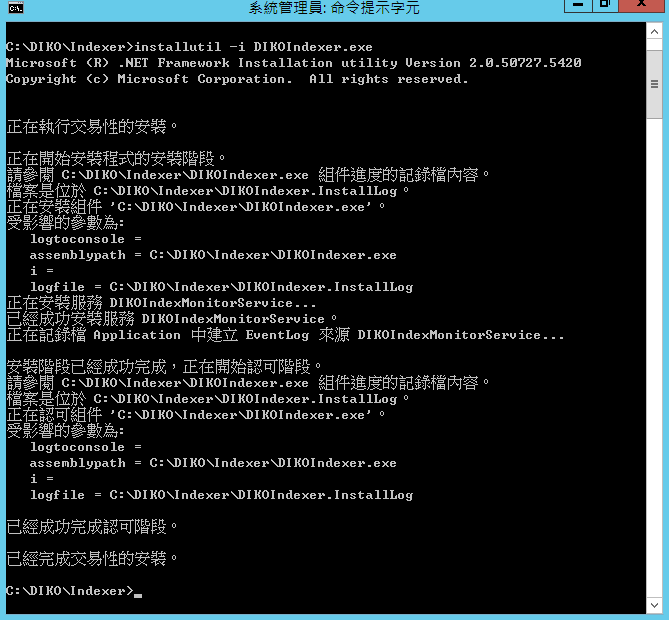 系統管理員: 命令提示字元
C:\DIKO\Indexer>installutil -i DIKOIndexer.exe
Microsoft (R) .NET Framework Installation utility Version 2.0.50727.5420
Copyright (c) Microsoft Corporation.  All rights reserved.
正在執行交易性的安裝。
正在開始安裝程式的安裝階段。
請參閱 C:\DIKO\Indexer\DIKOIndexer.exe 組件進度的記錄檔內容。
檔案是位於 C:\DIKO\Indexer\DIKOIndexer.InstallLog。
正在安裝組件 'C:\DIKO\Indexer\DIKOIndexer.exe'。
受影響的參數為:
logtoconsole =
assemblypath = C:\DIKO\Indexer\DIKOIndexer.exe
i =
logfile = C:\DIKO\Indexer\DIKOIndexer.InstallLog
正在安裝服務 DIKOIndexMonitorService...
已經成功安裝服務 DIKOIndexMonitorService。
正在記錄檔 Application 中建立 EventLog 來源 DIKOIndexMonitorService...
安裝階段已經成功完成，正在開始認可階段。
請參閱 C:\DIKO\Indexer\DIKOIndexer.exe 組件進度的記錄檔內容。
檔案是位於 C:\DIKO\Indexer\DIKOIndexer.InstallLog。
正在認可組件 'C:\DIKO\Indexer\DIKOIndexer.exe'。
受影響的參數為:
logtoconsole =
assemblypath = C:\DIKO\Indexer\DIKOIndexer.exe
i =
logfile = C:\DIKO\Indexer\DIKOIndexer.InstallLog
已經成功完成認可階段。
已經完成交易性的安裝。
C:\DIKO\Indexer>_